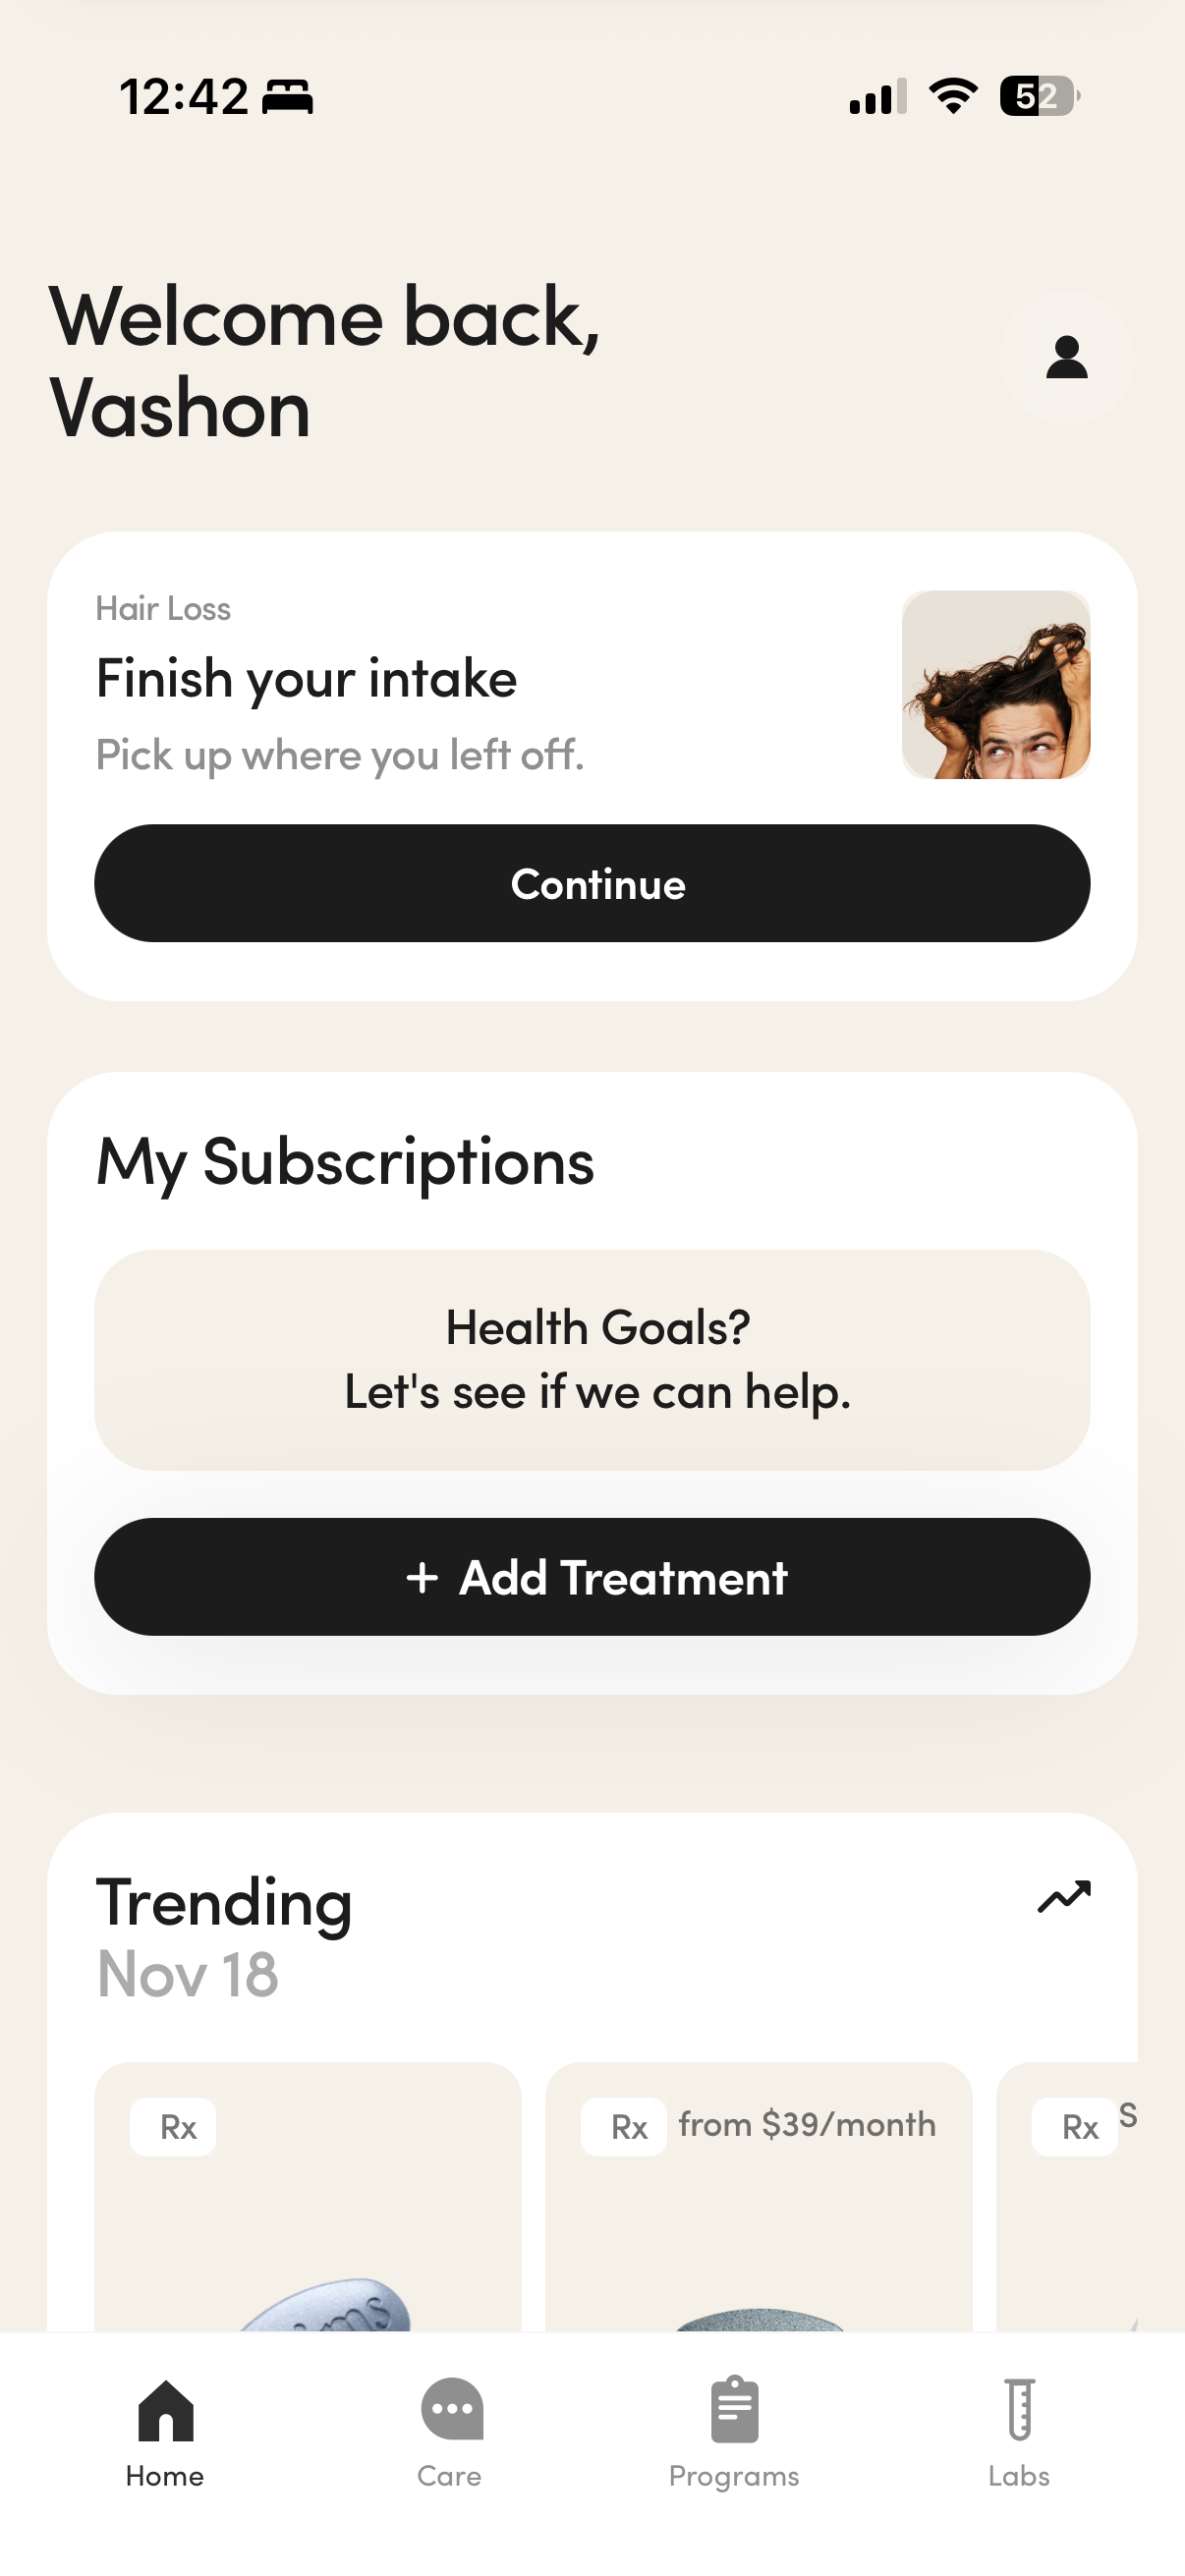 12:42
52
Welcome back,
Vashon
Hair Loss
Finish your intake
Pick up where you left off.
Continue
My Subscriptions
Health Goals?
Let's see if we can help.
+ Add Treatment
Trending
Nov 18
Rx
Rx from $39/month
Rx S
Home
Care
Programs
Labs